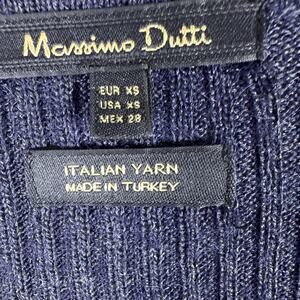 Massimo Dutti
EUR XS
USA XS
MEX 28
ITALIAN YARN
MADE IN TURKEY